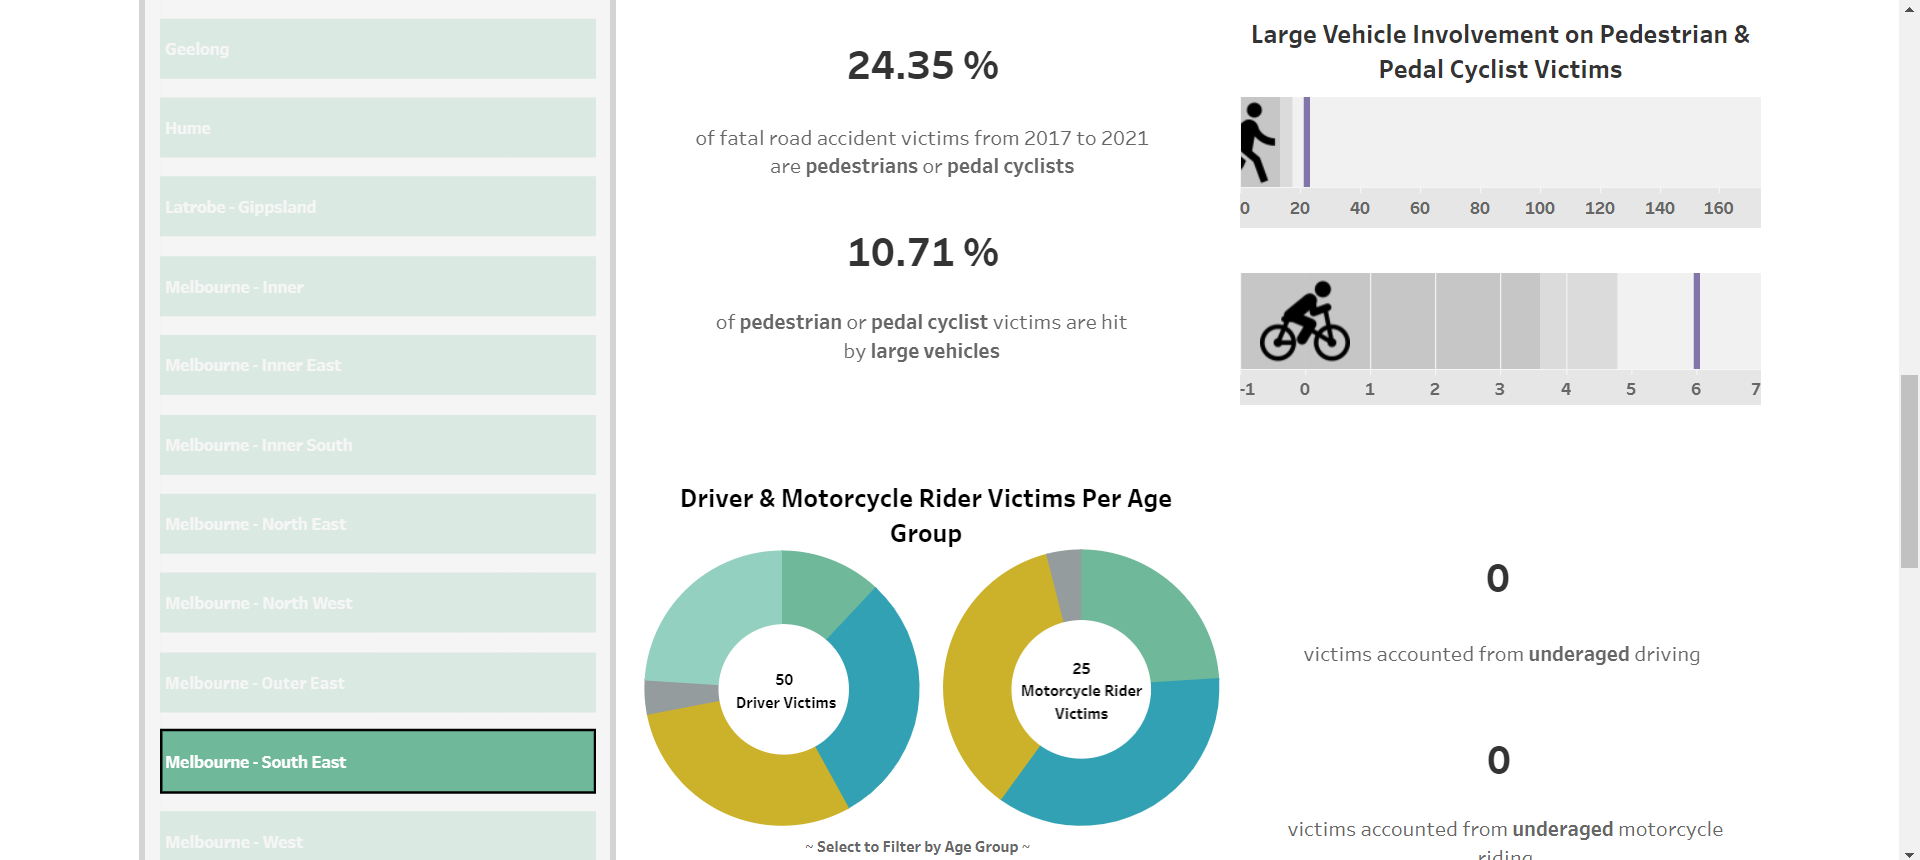 Geelong
Hume
Latrobe - Gippsland
Melbourne - Inner
Melbourne - Inner East
Melbourne - Inner South
Melbourne - North East
Melbourne - North West
Melbourne - Outer East
Melbourne - South East
Melbourne - West
24.35 %
of fatal road accident victims from 2017 to 2021
are pedestrians or pedal cyclists
10.71 %
of pedestrian or pedal cyclist victims are hit
by large vehicles
Large Vehicle Involvement on Pedestrian &
Pedal Cyclist Victims
0 20 40 60 80 100 120 140 160
-1 0 1 2 3 4 5 6 7
Driver & Motorcycle Rider Victims Per Age
Group
50
Driver Victims
25
Motorcycle Rider
Victims
~ Select to Filter by Age Group ~
0
victims accounted from underaged driving
0
victims accounted from underaged motorcycle
riding